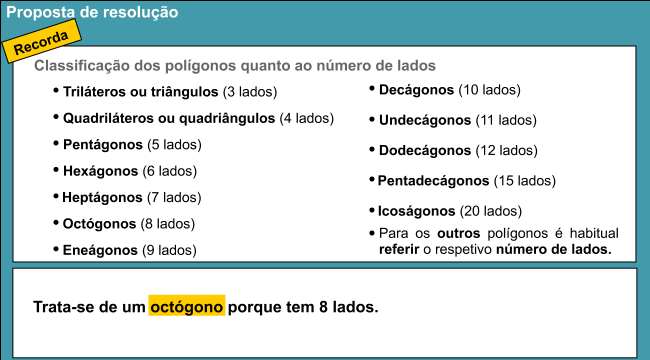 Proposta de resolução
Recorda
Classificação dos polígonos quanto ao número de lados
• Triláteros ou triângulos (3 lados)
• Quadriláteros ou quadriângulos (4 lados)
• Pentágonos (5 lados)
• Hexágonos (6 lados)
• Heptágonos (7 lados)
• Octógonos (8 lados)
• Eneágonos (9 lados)
• Decágonos (10 lados)
• Undecágonos (11 lados)
• Dodecágonos (12 lados)
• Pentadecágonos (15 lados)
• Icoságonos (20 lados)
• Para os outros polígonos é habitual
referir o respetivo número de lados.
Trata-se de um octógono porque tem 8 lados.